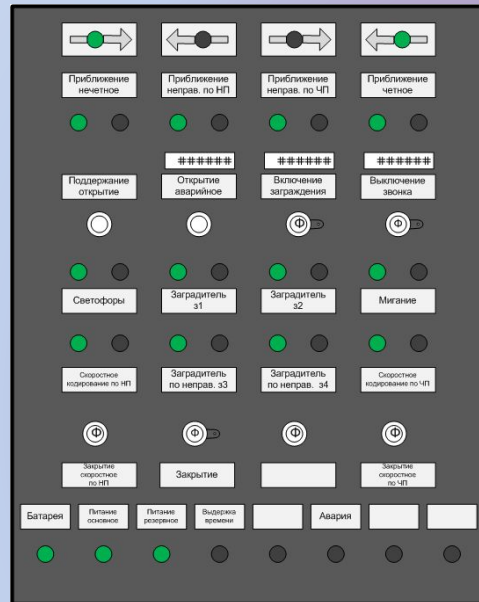 Приближение нечетное
Приближение неправ. по НП
Приближение неправ. по ЧП
Приближение четное
######
######
######
Поддержание открытие
Открытие аварийное
Включение заграждения
Выключение звонка
Ф
Ф
Светофоры
Заградитель з1
Заградитель з2
Мигание
Скоростное кодирование по НП
Заградитель по неправ. з3
Заградитель по неправ. з4
Скоростное кодирование по ЧП
Ф
Ф
Ф
Ф
Закрытие скоростное по НП
Закрытие
Закрытие скоростное по ЧП
Батарея
Питание основное
Питание резервное
Выдержка времени
Авария